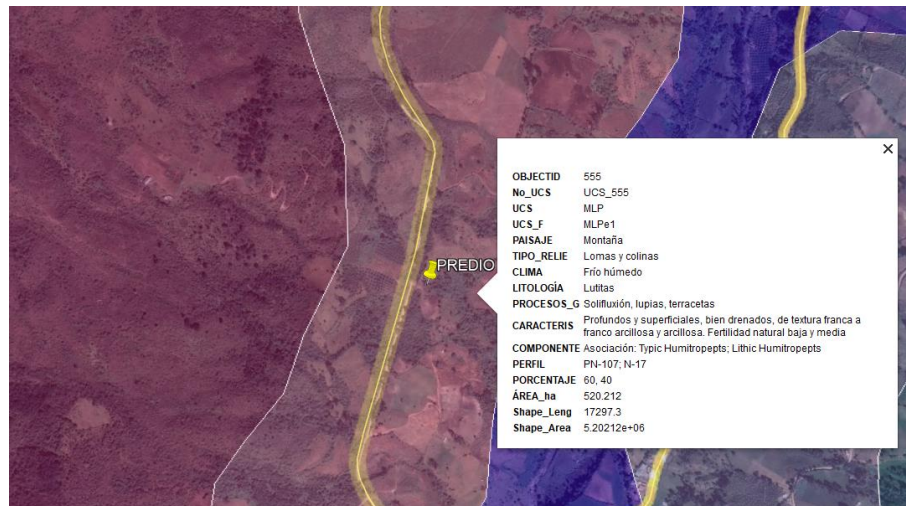 PREDIO
OBJECTID 555
No_UCS UCS_555
UCS MLP
UCS_F MLPe1
PAISAJE Montaña
TIPO_RELIE Lomas y colinas
CLIMA Frío húmedo
LITOLOGÍA Lutitas
PROCESOS_G Solifluxión, lupias, terracetas
CARACTERIS Profundos y superficiales, bien drenados, de textura franca a
franco arcillosa y arcillosa. Fertilidad natural baja y media
COMPONENTE Asociación: Typic Humitropepts; Lithic Humitropepts
PERFIL PN-107; N-17
PORCENTAJE 60, 40
ÁREA_ha 520.212
Shape_Leng 17297.3
Shape_Area 5.20212e+06